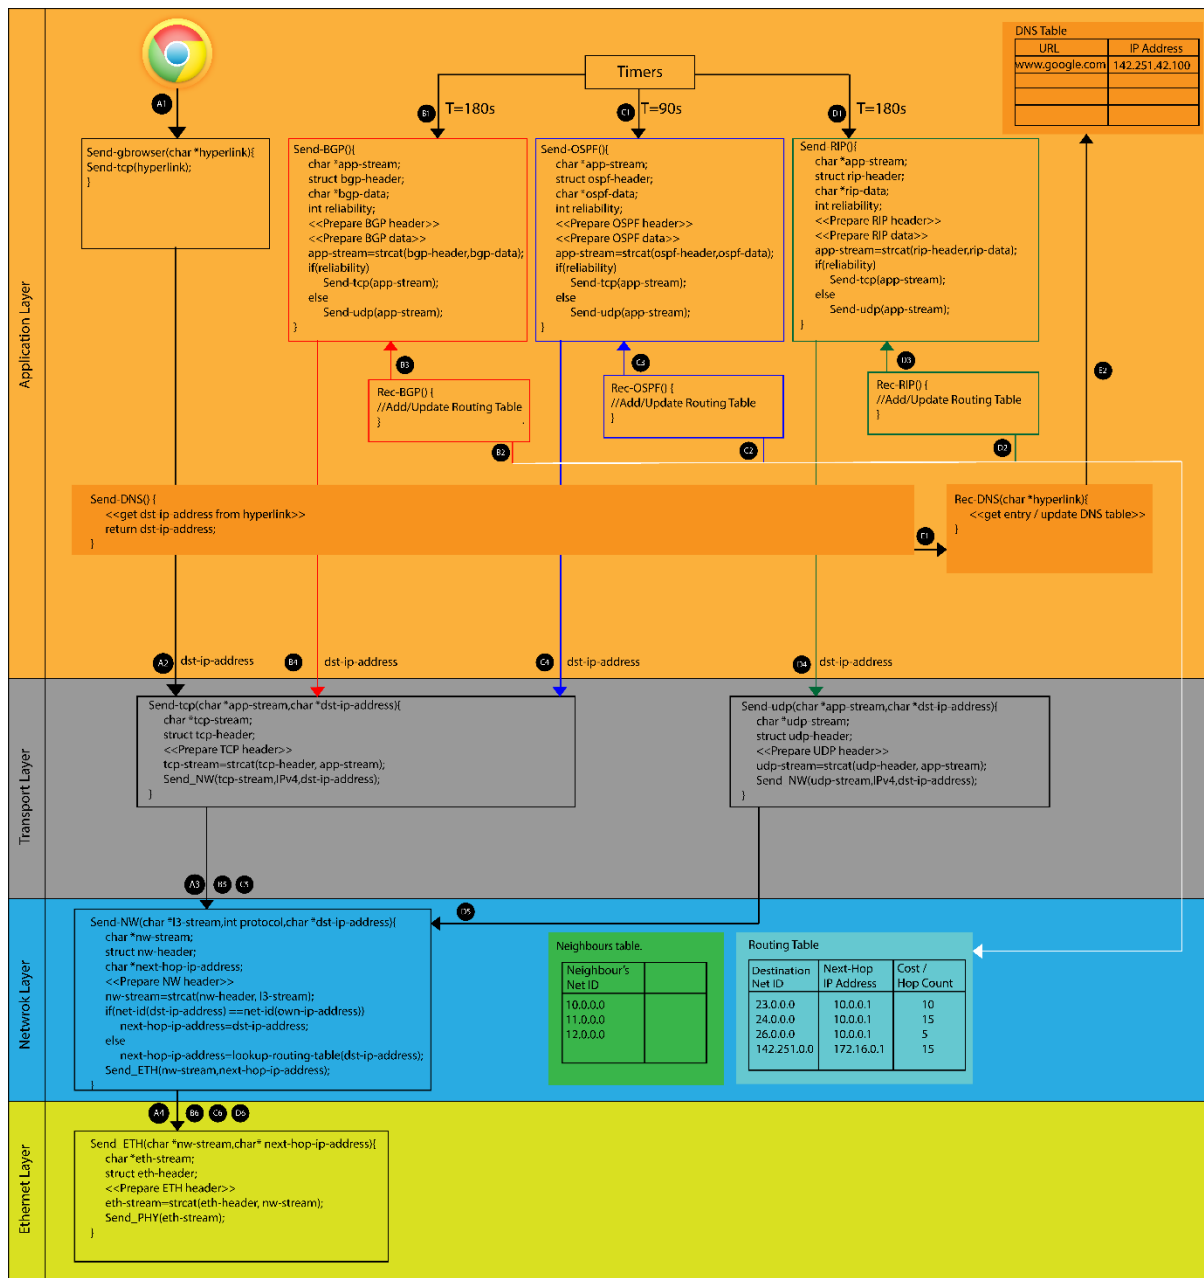 DNS Table
URL
IP Address
www.google.com
142.251.42.100
Timers
A1
B1
T=180s
C1
T=90s
D1
T=180s
Send-gbrowser(char *hyperlink){
Send-tcp(hyperlink);
}
Send-BGP(){
char *app-stream;
struct bgp-header;
char *bgp-data;
int reliability;
<<Prepare BGP header>>
<<Prepare BGP data>>
app-stream=strcat(bgp-header,bgp-data);
if(reliability)
Send-tcp(app-stream);
else
Send-udp(app-stream);
}
Send-OSPF(){
char *app-stream;
struct ospf-header;
char *ospf-data;
int reliability;
<<Prepare OSPF header>>
<<Prepare OSPF data>>
app-stream=strcat(ospf-header,ospf-data);
if(reliability)
Send-tcp(app-stream);
else
Send-udp(app-stream);
}
Send-RIP(){
char *app-stream;
struct rip-header;
char *rip-data;
int reliability;
<<Prepare RIP header>>
<<Prepare RIP data>>
app-stream=strcat(rip-header,rip-data);
if(reliability)
Send-tcp(app-stream);
else
Send-udp(app-stream);
}
Application Layer
B3
C3
D3
E2
Rec-BGP() {
//Add/Update Routing Table
}
Rec-OSPF() {
//Add/Update Routing Table
}
Rec-RIP() {
//Add/Update Routing Table
}
B2
C2
D2
Send-DNS() {
<<get dst-ip-address from hyperlink>>
return dst-ip-address;
}
E1
Rec-DNS(char *hyperlink){
<<get entry / update DNS table>>
}
A2
dst-ip-address
B4
dst-ip-address
C4
dst-ip-address
D4
dst-ip-address
Transport Layer
Send-tcp(char *app-stream,char *dst-ip-address){
char *tcp-stream;
struct tcp-header;
<<Prepare TCP header>>
tcp-stream=strcat(tcp-header, app-stream);
Send_NW(tcp-stream,IPv4,dst-ip-address);
}
Send-udp(char *app-stream,char *dst-ip-address){
char *udp-stream;
struct udp-header;
<<Prepare UDP header>>
udp-stream=strcat(udp-header, app-stream);
Send_NW(udp-stream,IPv4,dst-ip-address);
}
A3
B5
C5
D5
Netwrok Layer
Send-NW(char *l3-stream,int protocol,char *dst-ip-address){
char *nw-stream;
struct nw-header;
char *next-hop-ip-address;
<<Prepare NW header>>
nw-stream=strcat(nw-header, l3-stream);
if(net-id(dst-ip-address) ==net-id(own-ip-address))
next-hop-ip-address=dst-ip-address;
else
next-hop-ip-address=lookup-routing-table(dst-ip-address);
Send_ETH(nw-stream,next-hop-ip-address);
}
Neighbours table.
Neighbour's
Net ID
10.0.0.0
11.0.0.0
12.0.0.0
Routing Table
Destination
Net ID
Next-Hop
IP Address
Cost /
Hop Count
23.0.0.0 10.0.0.1 10
24.0.0.0 10.0.0.1 15
26.0.0.0 10.0.0.1 5
142.251.0.0 172.16.0.1 15
A4
B6
C6
D6
Ethernet Layer
Send_ETH(char *nw-stream,char* next-hop-ip-address){
char *eth-stream;
struct eth-header;
<<Prepare ETH header>>
eth-stream=strcat(eth-header, nw-stream);
Send_PHY(eth-stream);
}